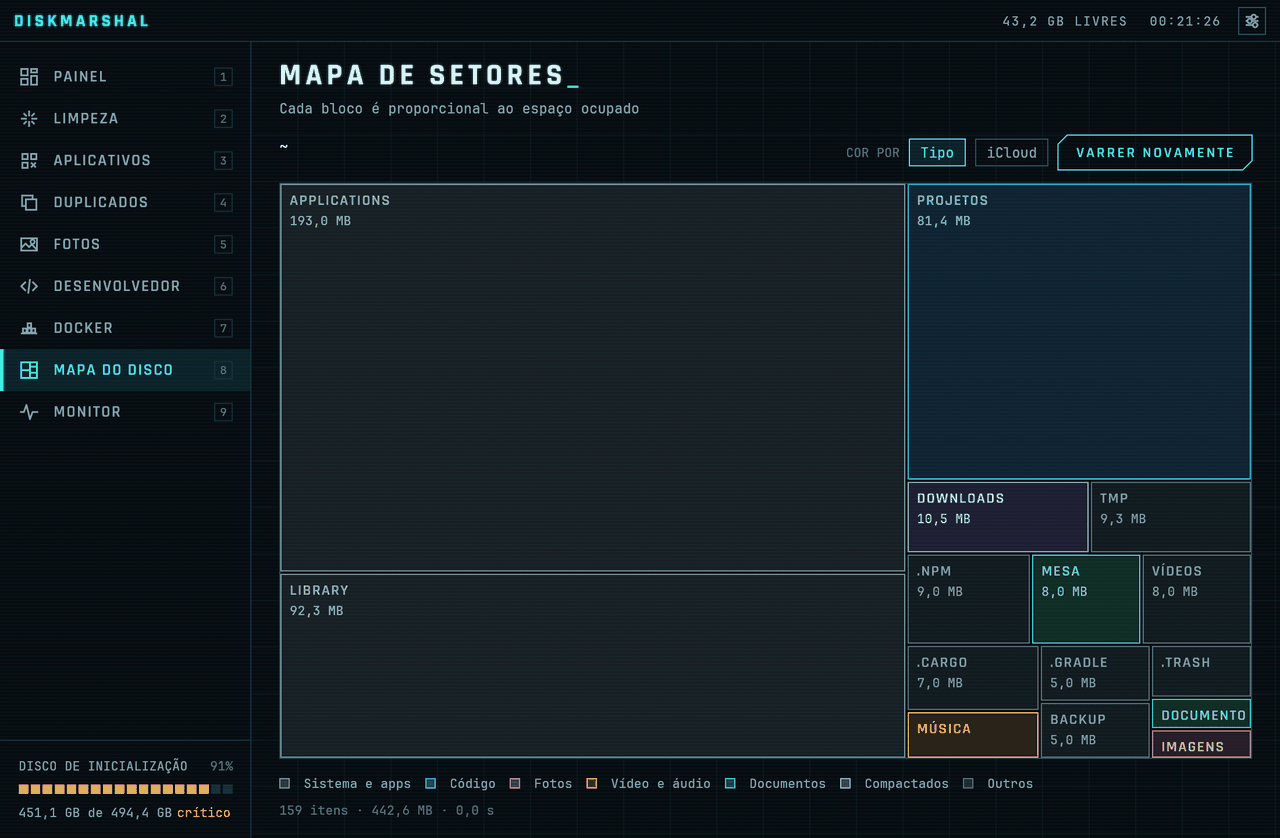 DISKMARSHAL
43,2 GB LIVRES 00:21:26
PAINEL 1
LIMPEZA 2
APLICATIVOS 3
DUPLICADOS 4
FOTOS 5
DESENVOLVEDOR 6
DOCKER 7
MAPA DO DISCO 8
MONITOR 9
DISCO DE INICIALIZAÇÃO 91%
451,1 GB de 494,4 GB crítico
MAPA DE SETORES_
Cada bloco é proporcional ao espaço ocupado
~
COR POR Tipo iCloud VARRER NOVAMENTE
APPLICATIONS
193,0 MB
LIBRARY
92,3 MB
PROJETOS
81,4 MB
DOWNLOADS
10,5 MB
TMP
9,3 MB
.NPM
9,0 MB
MESA
8,0 MB
VÍDEOS
8,0 MB
.CARGO
7,0 MB
.GRADLE
5,0 MB
.TRASH
MÚSICA
BACKUP
5,0 MB
DOCUMENTO
IMAGENS
Sistema e apps Código Fotos Vídeo e áudio Documentos Compactados Outros
159 itens · 442,6 MB · 0,0 s